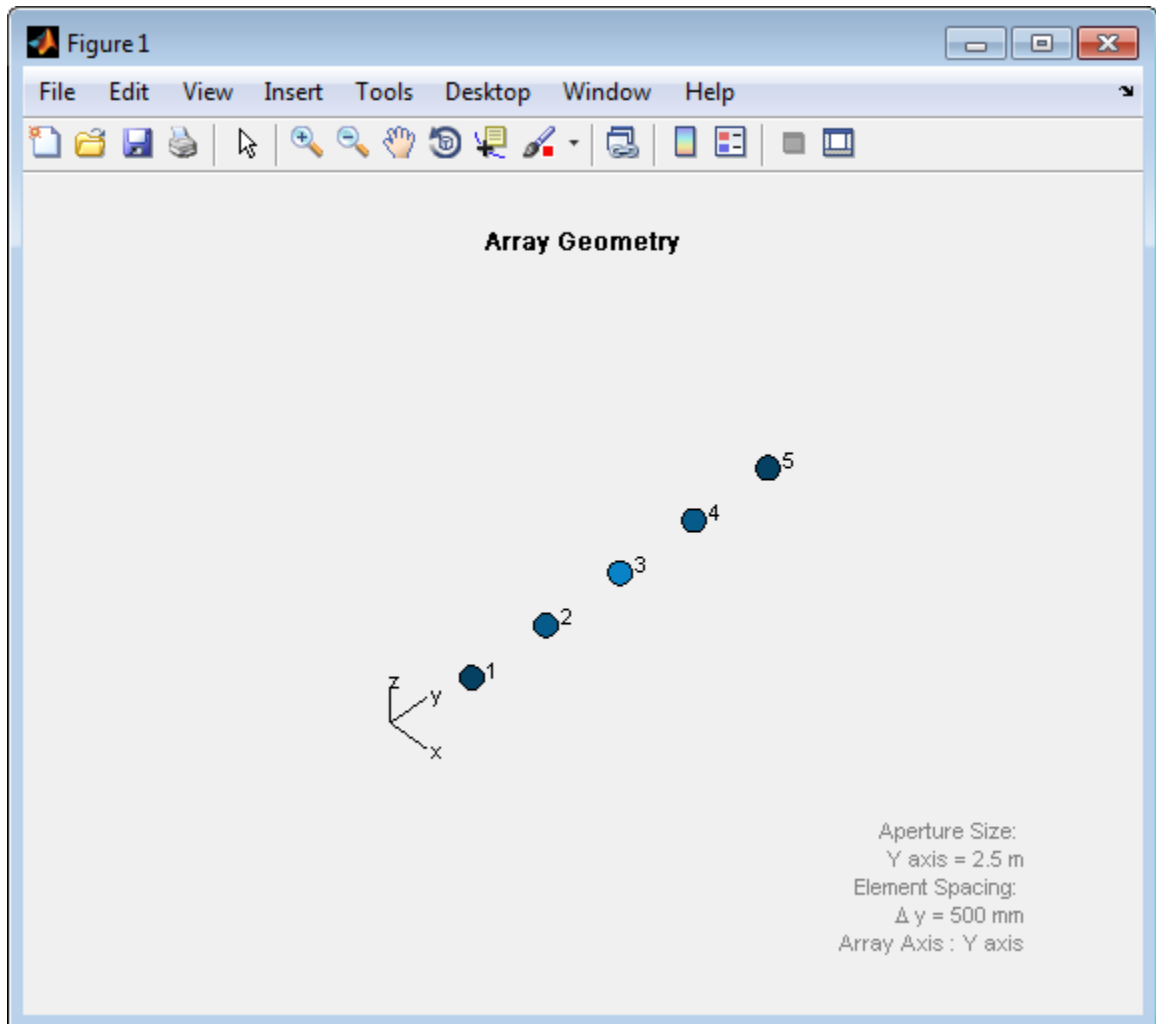 Figure 1
File Edit View Insert Tools Desktop Window Help
Array Geometry
5
4
3
2
1
z
y
x
Aperture Size:
Y axis = 2.5 m
Element Spacing:
Δ y = 500 mm
Array Axis : Y axis